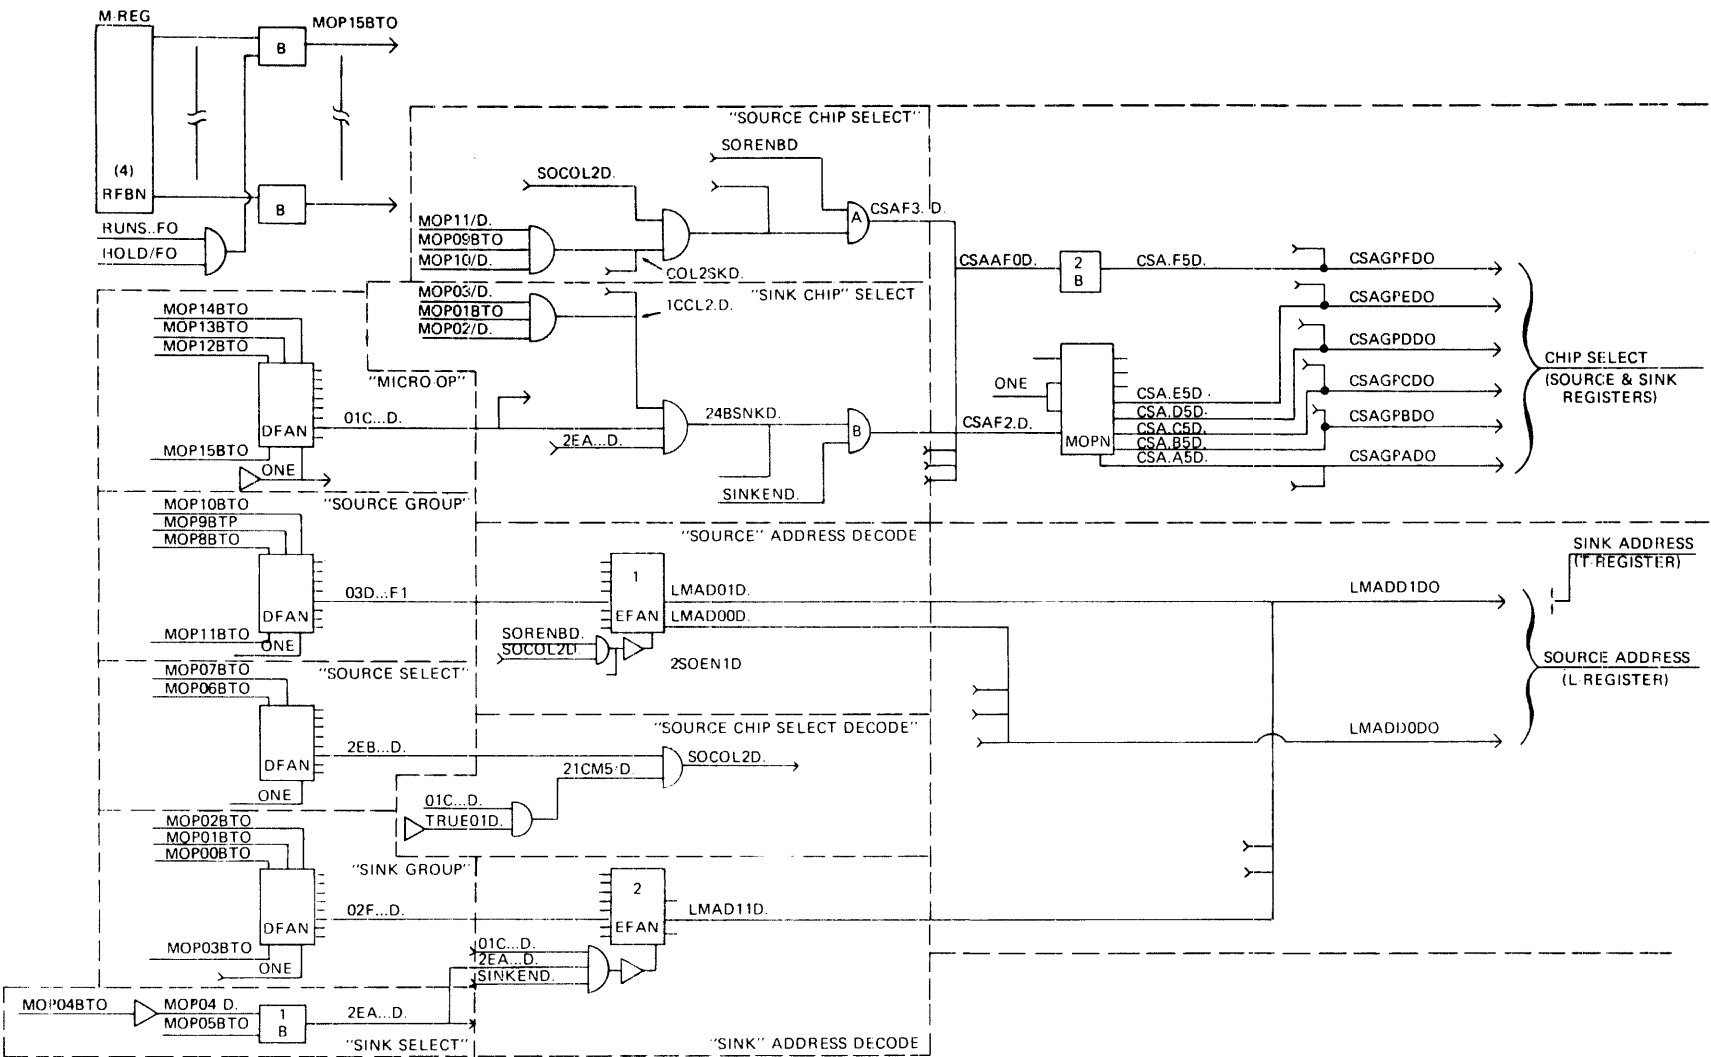 M-REG
MOP15BTO
B
(4)
RFBN
B
RUNS..FO
HOLD/FO
"SOURCE CHIP SELECT"
SORENBD
SOCOL2D.
MOP11/D.
MOP09BTO
MOP10/D.
A
CSAF3. D.
COL2SKD.
CSAAF0D.
2
B
CSA.F5D.
CSAGPFDO
MOP03/D.
MOP01BTO
MOP02/D.
"SINK CHIP" SELECT
1CCL2.D.
CSAGPEDO
CSAGPDDO
CSAGPCDO
CSAGPBDO
CSAGPADO
CHIP SELECT
(SOURCE & SINK
REGISTERS)
MOP14BTO
MOP13BTO
MOP12BTO
"MICRO-OP"
DFAN
01C...D.
MOP15BTO
ONE
2EA...D.
24BSNKD.
B
SINKEND.
CSAF2.D.
ONE
MOPN
CSA.E5D.
CSA.D5D.
CSA.C5D.
CSA.B5D.
CSA.A5D.
"SOURCE GROUP"
MOP10BTO
MOP9BTP
MOP8BTO
DFAN
03D...F1
MOP11BTO
ONE
"SOURCE" ADDRESS DECODE
1
EFAN
LMAD01D.
LMAD00D.
SORENBD.
SOCOL2D.
2SOEN1D
LMADD1DO
SINK ADDRESS
(T-REGISTER)
SOURCE ADDRESS
(L-REGISTER)
LMADD0DO
"SOURCE SELECT"
MOP07BTO
MOP06BTO
DFAN
2EB...D.
ONE
"SOURCE CHIP SELECT DECODE"
SOCOL2D.
21CM5/D.
01C...D.
TRUE01D.
MOP02BTO
MOP01BTO
MOP00BTO
"SINK GROUP"
DFAN
02F...D.
MOP03BTO
ONE
2
EFAN
LMAD11D.
01C...D.
2EA...D.
SINKEND.
MOP04BTO
MOP04 D.
MOP05BTO
1
B
2EA...D.
"SINK SELECT"
"SINK" ADDRESS DECODE